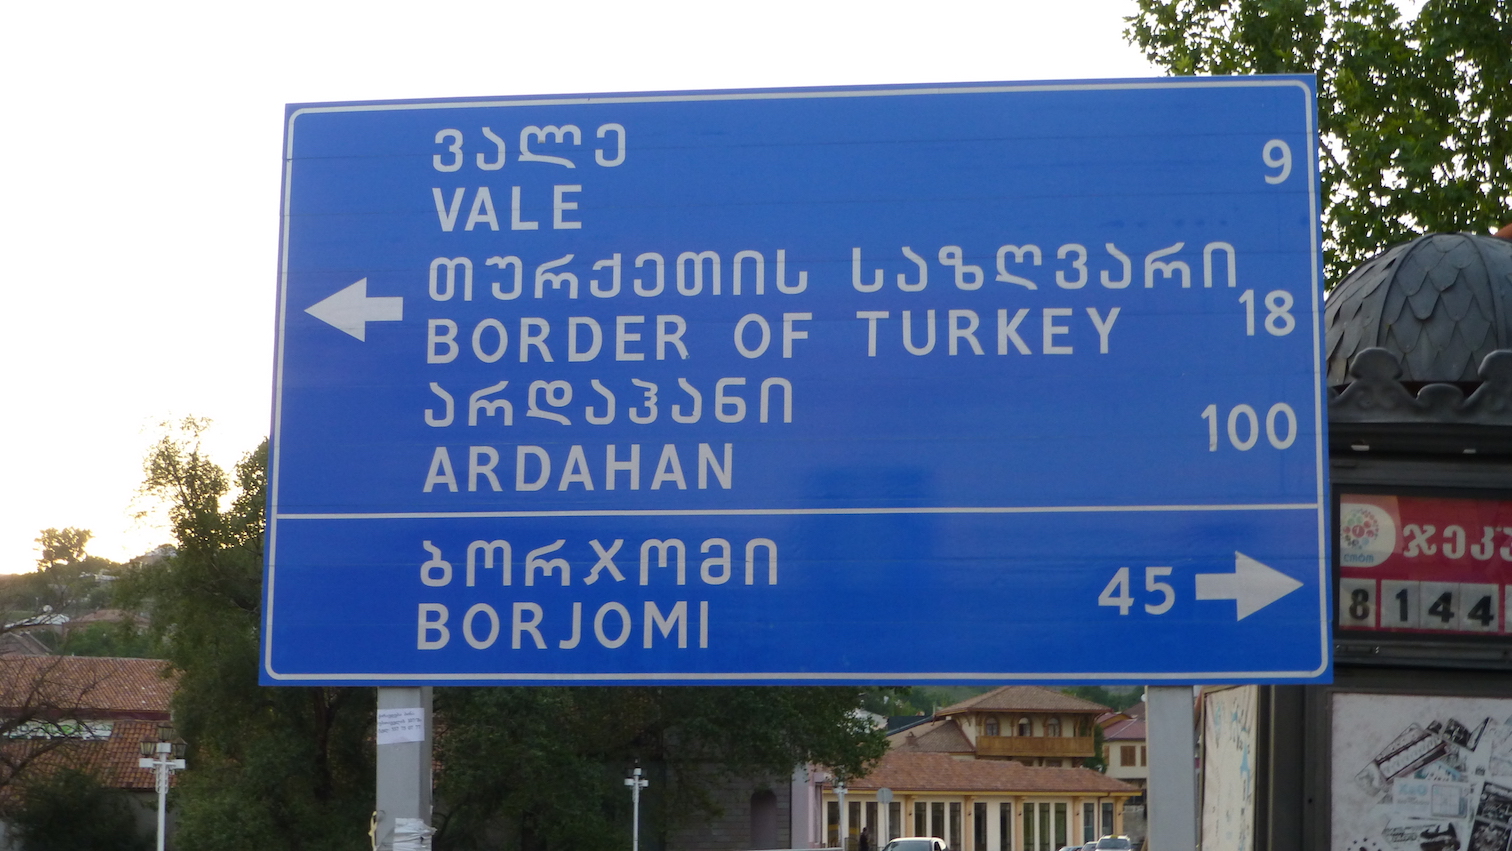 ვალე
9
VALE
თურქეთის საზღვარი
BORDER OF TURKEY
18
არდაჰანი
ARDAHAN
100
ბორჯომი
BORJOMI
45
8144